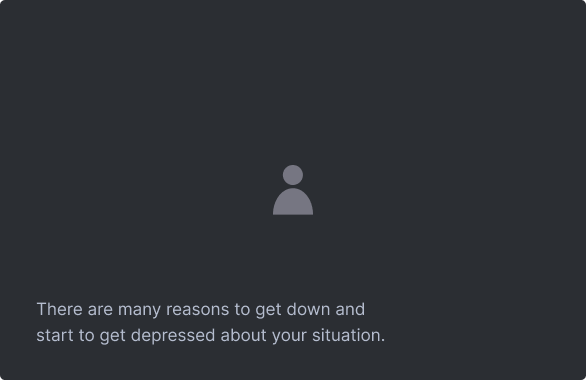 There are many reasons to get down and
start to get depressed about your situation.